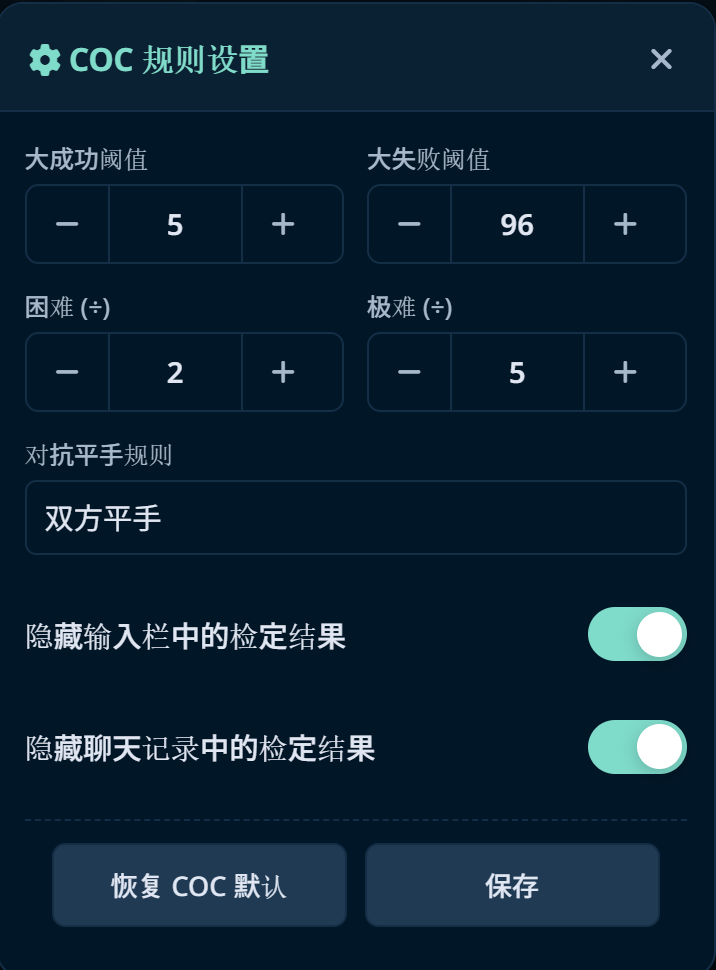 COC 规则设置
大成功阈值
大失败阈值
5
96
困难 (÷)
极难 (÷)
2
5
对抗平手规则
双方平手
隐藏输入栏中的检定结果
隐藏聊天记录中的检定结果
恢复 COC 默认
保存